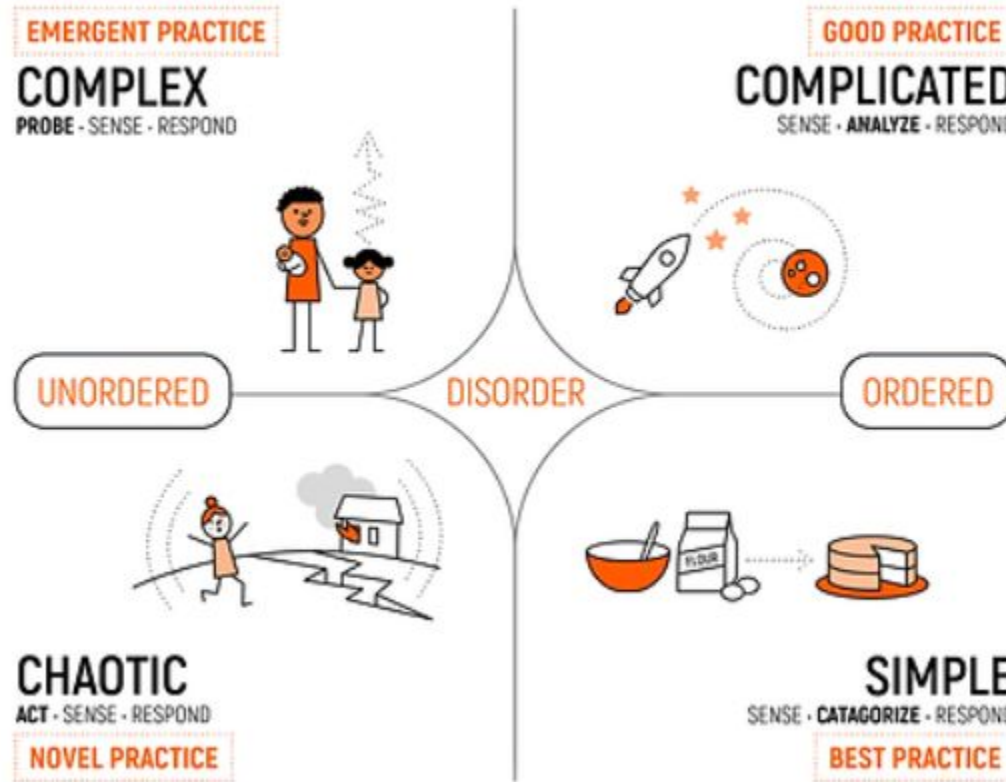 EMERGENT PRACTICE
COMPLEX
PROBE - SENSE - RESPOND
GOOD PRACTICE
COMPLICATED
SENSE - ANALYZE - RESPOND
UNORDERED
DISORDER
ORDERED
FLOUR
CHAOTIC
ACT - SENSE - RESPOND
NOVEL PRACTICE
SIMPLE
SENSE - CATAGORIZE - RESPOND
BEST PRACTICE